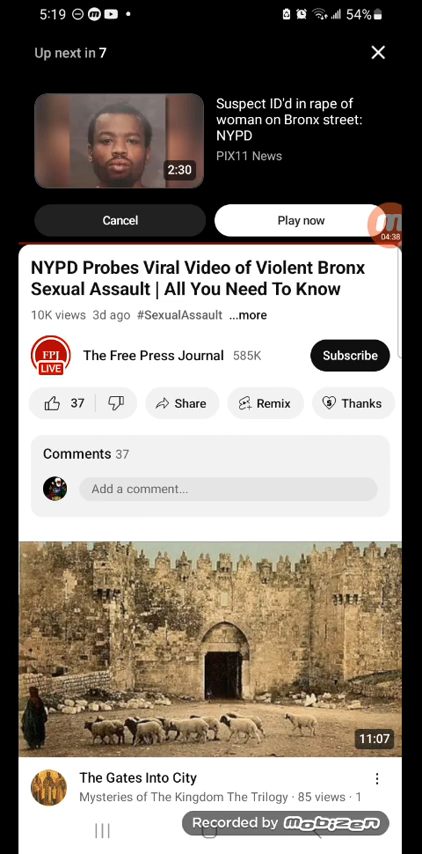 5:19
54%
Up next in 7
Suspect ID'd in rape of
woman on Bronx street:
NYPD
PIX11 News
2:30
Cancel
Play now
04:38
NYPD Probes Viral Video of Violent Bronx
Sexual Assault | All You Need To Know
10K views 3d ago #SexualAssault ...more
FPJ
LIVE
The Free Press Journal 585K
Subscribe
37
Share
Remix
Thanks
Comments 37
Add a comment...
11:07
The Gates Into City
Mysteries of The Kingdom The Trilogy · 85 views · 1
Recorded by mobizen